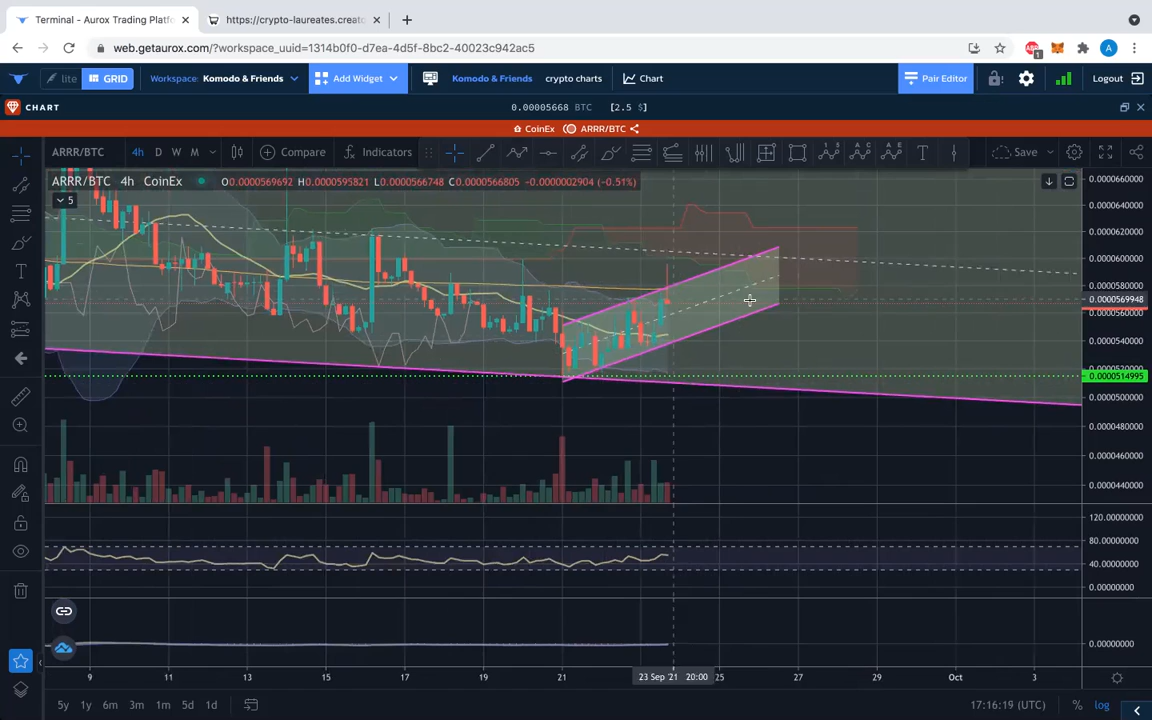 Terminal - Aurox Trading Platfo
https://crypto-laureates.creato
web.getaurox.com/?workspace_uuid=1314b0f0-d7ea-4d5f-8bc2-40023c942ac5
1
A
lite GRID Workspace: Komodo & Friends Add Widget Komodo & Friends crypto charts Chart Pair Editor Logout
CHART 0.00005668 BTC [2.5 $]
CoinEx ARRR/BTC
ARRR/BTC 4h D W M Compare Indicators Save
ARRR/BTC 4h CoinEx O0.0000569692 H0.0000595821 L0.0000566748 C0.0000566805 -0.0000002904 (-0.51%)
5
0.0000660000
0.0000640000
0.0000620000
0.0000600000
0.0000580000
0.0000569948
0.0000560000
0.0000540000
0.0000520000
0.0000514995
0.0000500000
0.0000480000
0.0000460000
0.0000440000
120.00000000
80.00000000
40.00000000
0.00000000
0.00000000
9 11 13 15 17 19 21 23 Sep '21 20:00 25 27 29 Oct 3
5y 1y 6m 3m 1m 5d 1d 17:16:19 (UTC) % log